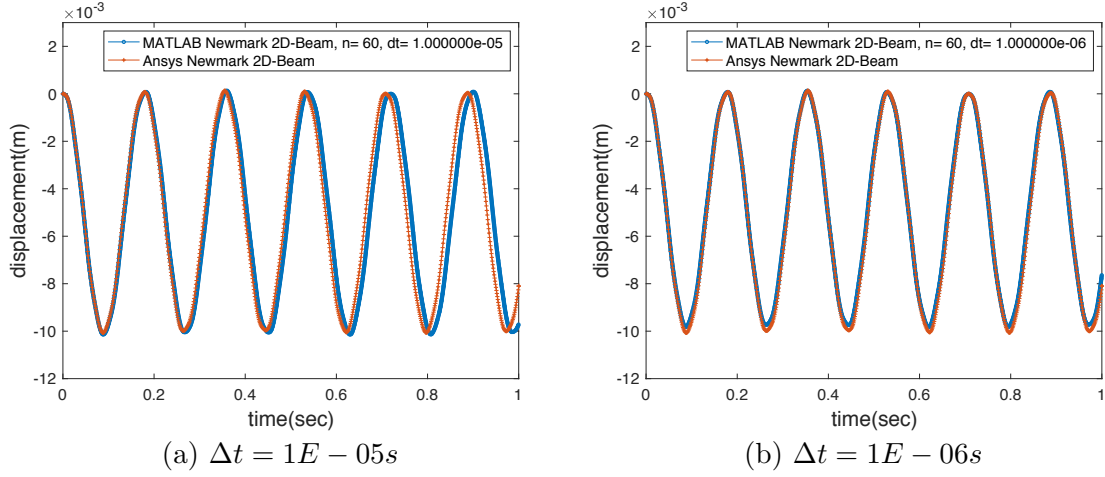 ×10⁻³
MATLAB Newmark 2D-Beam, n= 60, dt= 1.000000e-05
Ansys Newmark 2D-Beam
0
-2
-4
-6
-8
-10
-12
displacement(m)
0 0.2 0.4 0.6 0.8 1
time(sec)
(a) Δt = 1E − 05s
×10⁻³
MATLAB Newmark 2D-Beam, n= 60, dt= 1.000000e-06
Ansys Newmark 2D-Beam
0
-2
-4
-6
-8
-10
-12
displacement(m)
0 0.2 0.4 0.6 0.8 1
time(sec)
(b) Δt = 1E − 06s